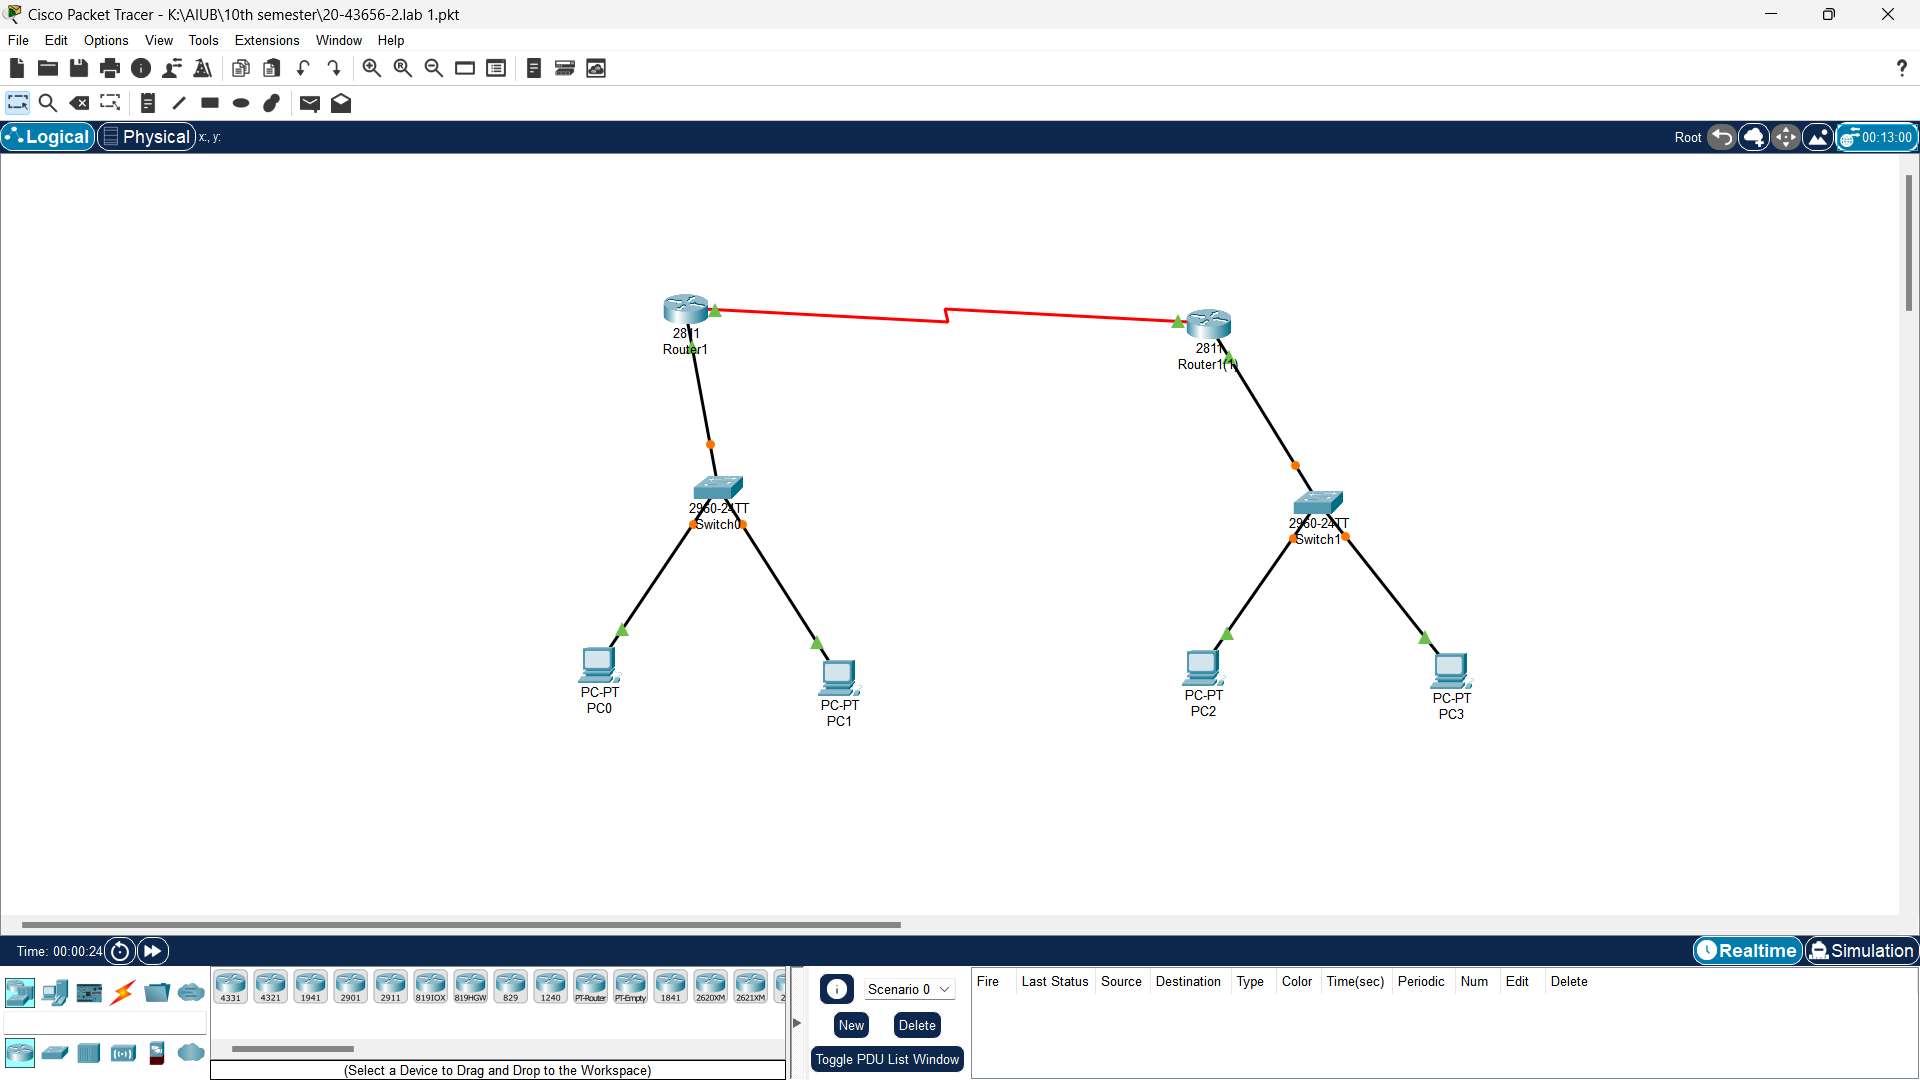 Cisco Packet Tracer - K:\AIUB\10th semester\20-43656-2.lab 1.pkt
File Edit Options View Tools Extensions Window Help
?
Logical Physical x:, y: Root 00:13:00
2811
Router1
2811
Router1(1)
2960-24TT
Switch0
2960-24TT
Switch1
PC-PT
PC0
PC-PT
PC1
PC-PT
PC2
PC-PT
PC3
Time: 00:00:24 Realtime Simulation
4331 4321 1941 2901 2911 819IOX 819HGW 829 1240 PT-Router PT-Empty 1841 2620XM 2621XM 2
(Select a Device to Drag and Drop to the Workspace)
Scenario 0
New Delete
Toggle PDU List Window
Fire Last Status Source Destination Type Color Time(sec) Periodic Num Edit Delete